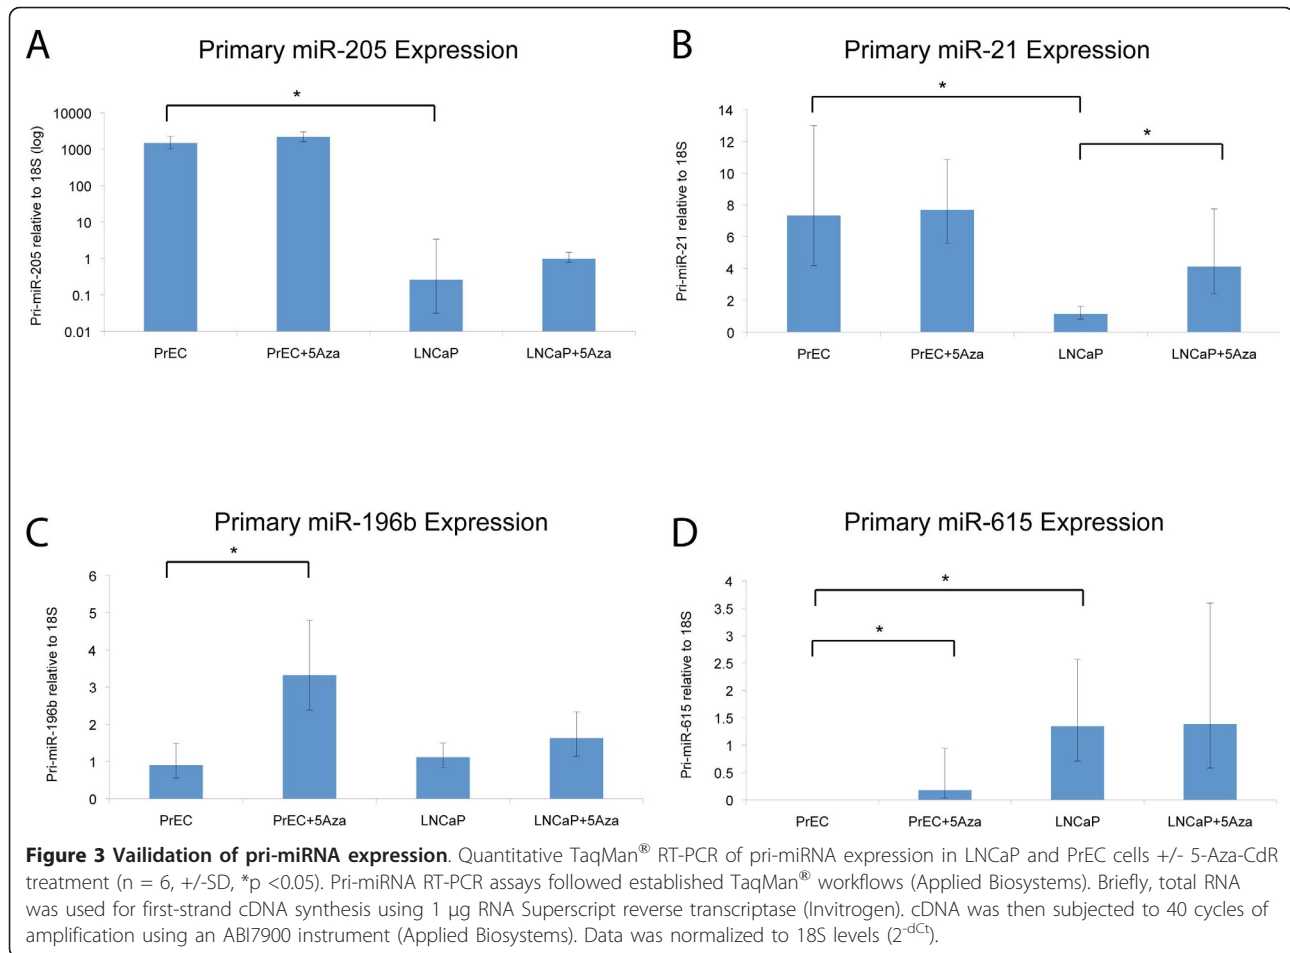 A
Primary miR-205 Expression
*
Pri-miR-205 relative to 18S (log)
10000
1000
100
10
1
0.1
0.01
PrEC
PrEC+5Aza
LNCaP
LNCaP+5Aza
B
Primary miR-21 Expression
*
*
Pri-miR-21 relative to 18S
14
12
10
8
6
4
2
0
PrEC
PrEC+5Aza
LNCaP
LNCaP+5Aza
C
Primary miR-196b Expression
*
Pri-miR-196b relative to 18S
6
5
4
3
2
1
0
PrEC
PrEC+5Aza
LNCaP
LNCaP+5Aza
D
Primary miR-615 Expression
*
*
Pri-miR-615 relative to 18S
4
3.5
3
2.5
2
1.5
1
0.5
0
PrEC
PrEC+5Aza
LNCaP
LNCaP+5Aza
Figure 3 Vailidation of pri-miRNA expression. Quantitative TaqMan® RT-PCR of pri-miRNA expression in LNCaP and PrEC cells +/- 5-Aza-CdR
treatment (n = 6, +/-SD, *p <0.05). Pri-miRNA RT-PCR assays followed established TaqMan® workflows (Applied Biosystems). Briefly, total RNA
was used for first-strand cDNA synthesis using 1 μg RNA Superscript reverse transcriptase (Invitrogen). cDNA was then subjected to 40 cycles of
amplification using an ABI7900 instrument (Applied Biosystems). Data was normalized to 18S levels (2^-dCt).